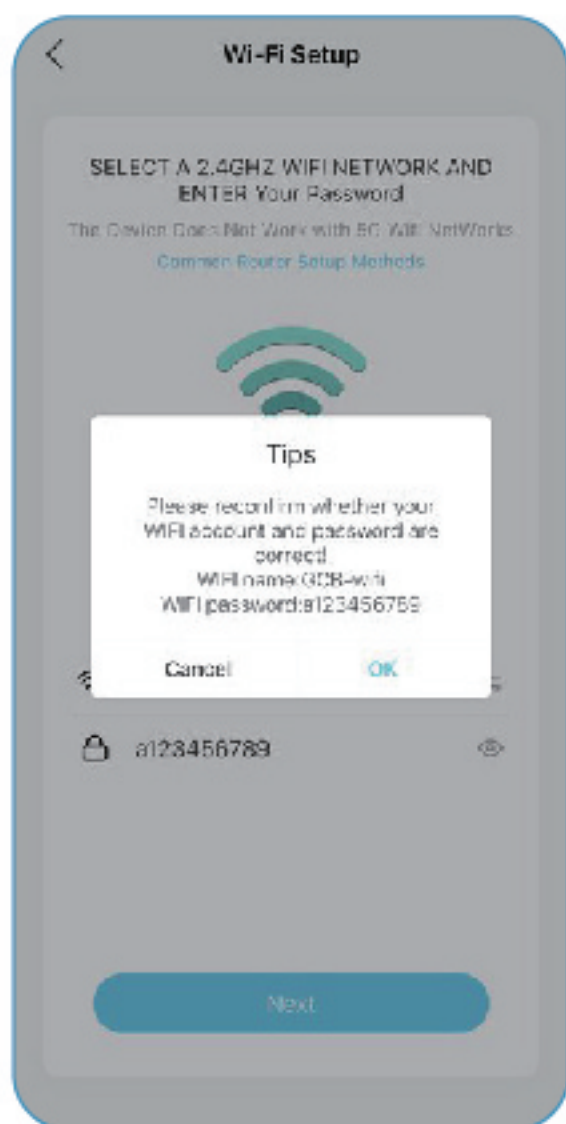 Wi-Fi Setup
SELECT A 2.4GHZ WIFI NETWORK AND
ENTER Your Password
The Device Does Not Work with 5G Wifi NetWorks
Common Router Setup Methods
Tips
Please reconfirm whether your
WIFI account and password are
correct!
WIFI name:GCB-wifi
WIFI password:a123456789
Cancel
OK
a123456789
Next